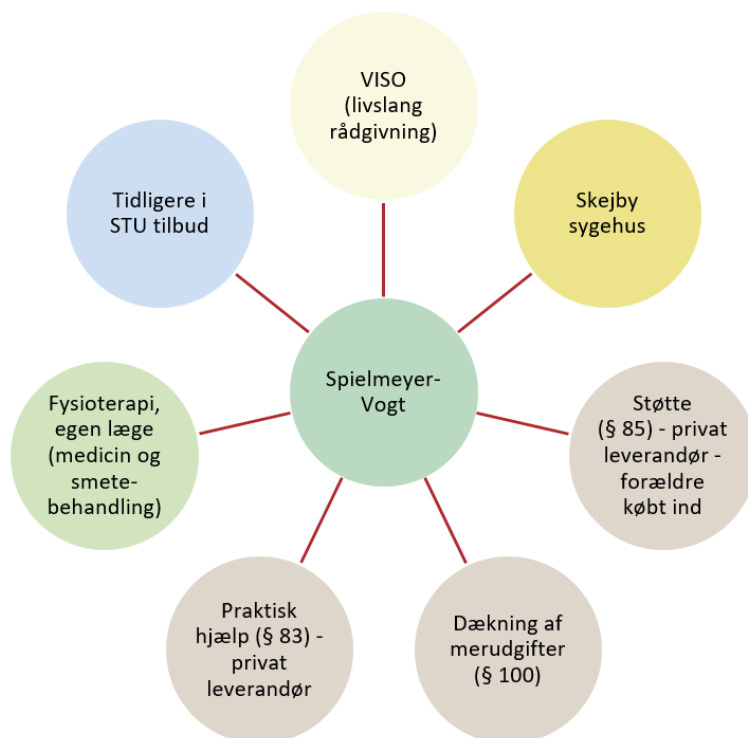 VISO
(livslang
rådgivning)
Tidligere i
STU tilbud
Skejby
sygehus
Spielmeyer-
Vogt
Fysioterapi,
egen læge
(medicin og
smete-
behandling)
Støtte
(§ 85) - privat
leverandør -
forældre
købt ind
Praktisk
hjælp (§ 83) -
privat
leverandør
Dækning af
merudgifter
(§ 100)